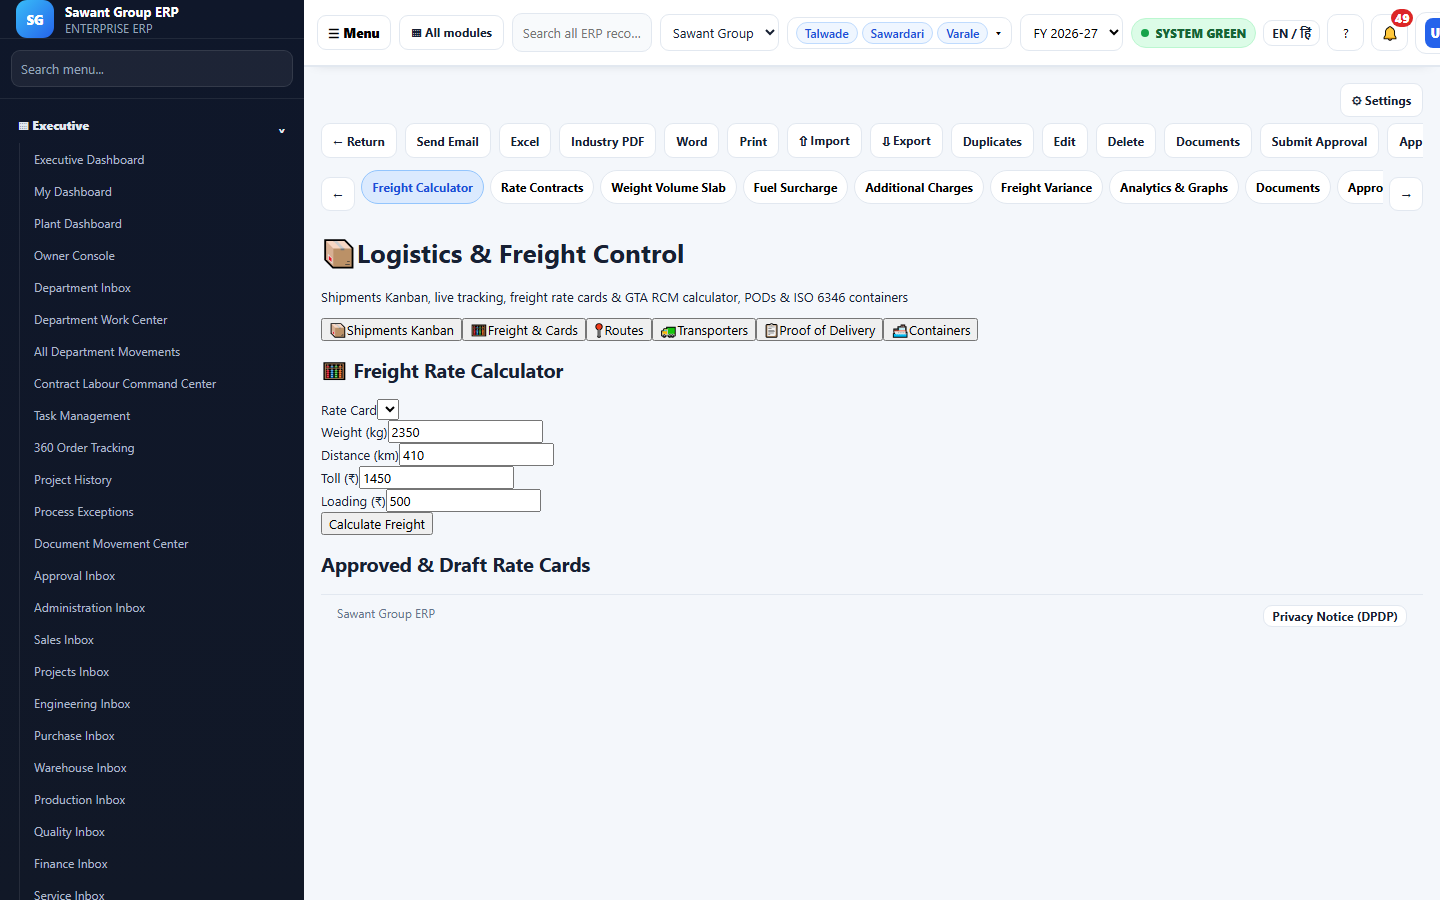 SG
Sawant Group ERP
ENTERPRISE ERP
Search menu...
Executive
Executive Dashboard
My Dashboard
Plant Dashboard
Owner Console
Department Inbox
Department Work Center
All Department Movements
Contract Labour Command Center
Task Management
360 Order Tracking
Project History
Process Exceptions
Document Movement Center
Approval Inbox
Administration Inbox
Sales Inbox
Projects Inbox
Engineering Inbox
Purchase Inbox
Warehouse Inbox
Production Inbox
Quality Inbox
Finance Inbox
Service Inbox
☰ Menu
All modules
Search all ERP reco...
Sawant Group
Talwade
Sawardari
Varale
FY 2026-27
SYSTEM GREEN
EN / हिं
?
49
U
⚙ Settings
← Return
Send Email
Excel
Industry PDF
Word
Print
⇧ Import
⇩ Export
Duplicates
Edit
Delete
Documents
Submit Approval
App
←
Freight Calculator
Rate Contracts
Weight Volume Slab
Fuel Surcharge
Additional Charges
Freight Variance
Analytics & Graphs
Documents
Appro
→
Logistics & Freight Control
Shipments Kanban, live tracking, freight rate cards & GTA RCM calculator, PODs & ISO 6346 containers
Shipments Kanban
Freight & Cards
Routes
Transporters
Proof of Delivery
Containers
Freight Rate Calculator
Rate Card
Weight (kg) 2350
Distance (km) 410
Toll (₹) 1450
Loading (₹) 500
Calculate Freight
Approved & Draft Rate Cards
Sawant Group ERP
Privacy Notice (DPDP)